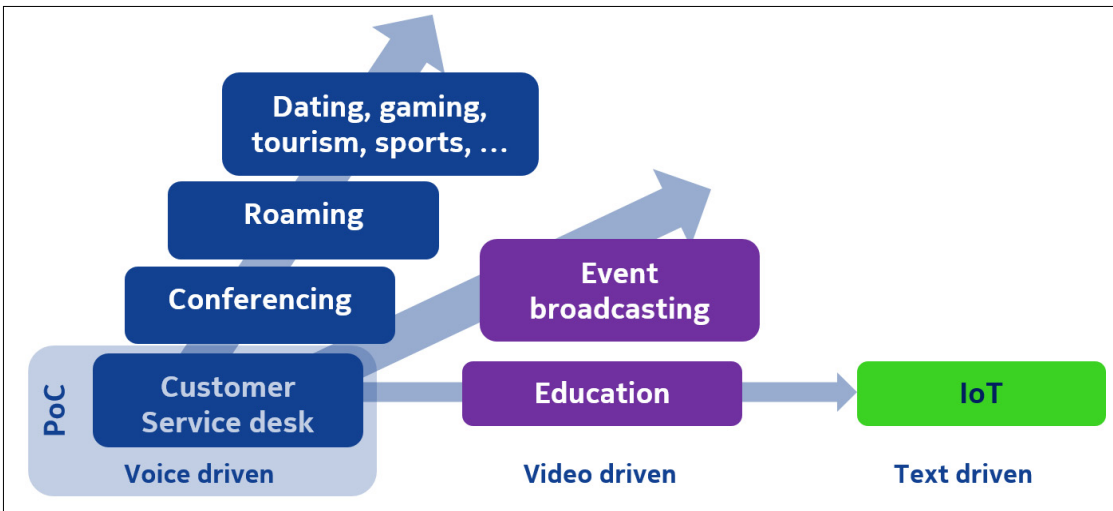 Dating, gaming,
tourism, sports, ...
Roaming
Conferencing
Event
broadcasting
PoC
Customer
Service desk
Education
IoT
Voice driven
Video driven
Text driven